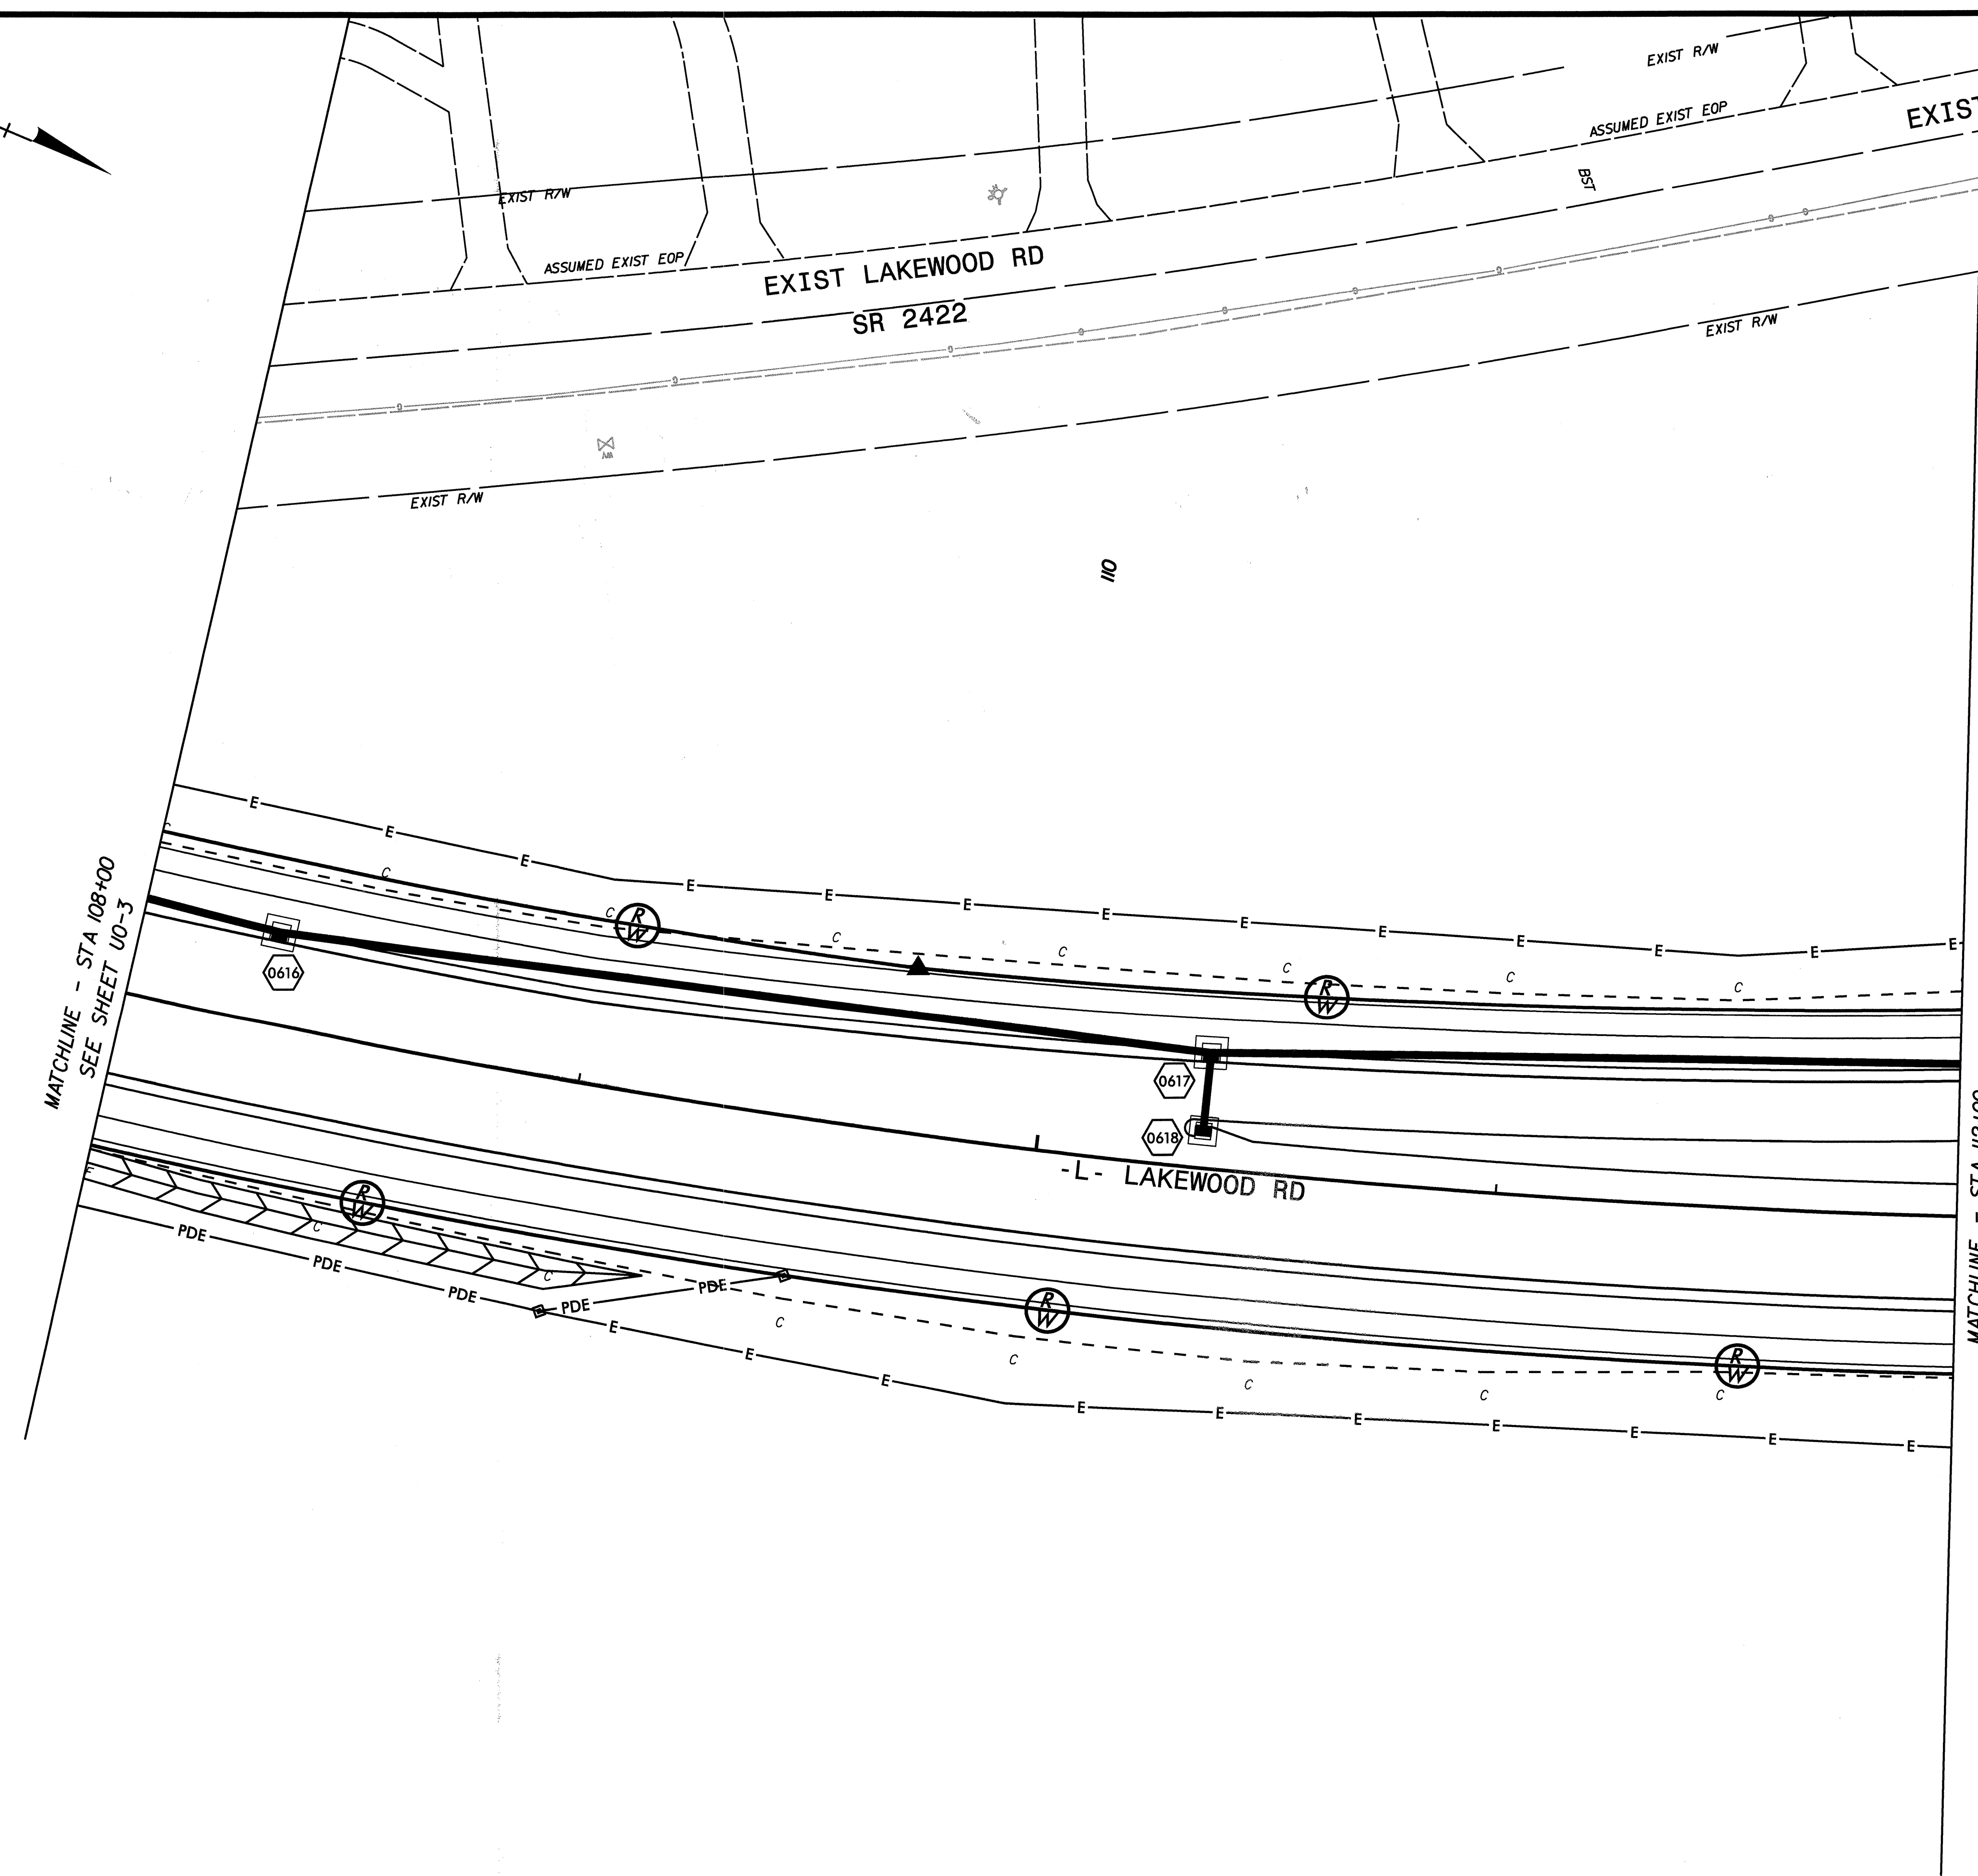 EXIST R/W
ASSUMED EXIST EOP
EXIST
BST
EXIST R/W
ASSUMED EXIST EOP
EXIST LAKEWOOD RD
SR 2422
G G G G G G G G G
EXIST R/W
WV
EXIST R/W
110
E E E E E E E E E E E E E
C C C C C C C C
R
W
R
W
MATCHLINE - STA 108+00
SEE SHEET UO-3
0616
0617
0618
-L- LAKEWOOD RD
R
W
F
C
C
PDE PDE PDE PDE PDE
R
W
R
W
C C C C C
E E E E E E E E E E